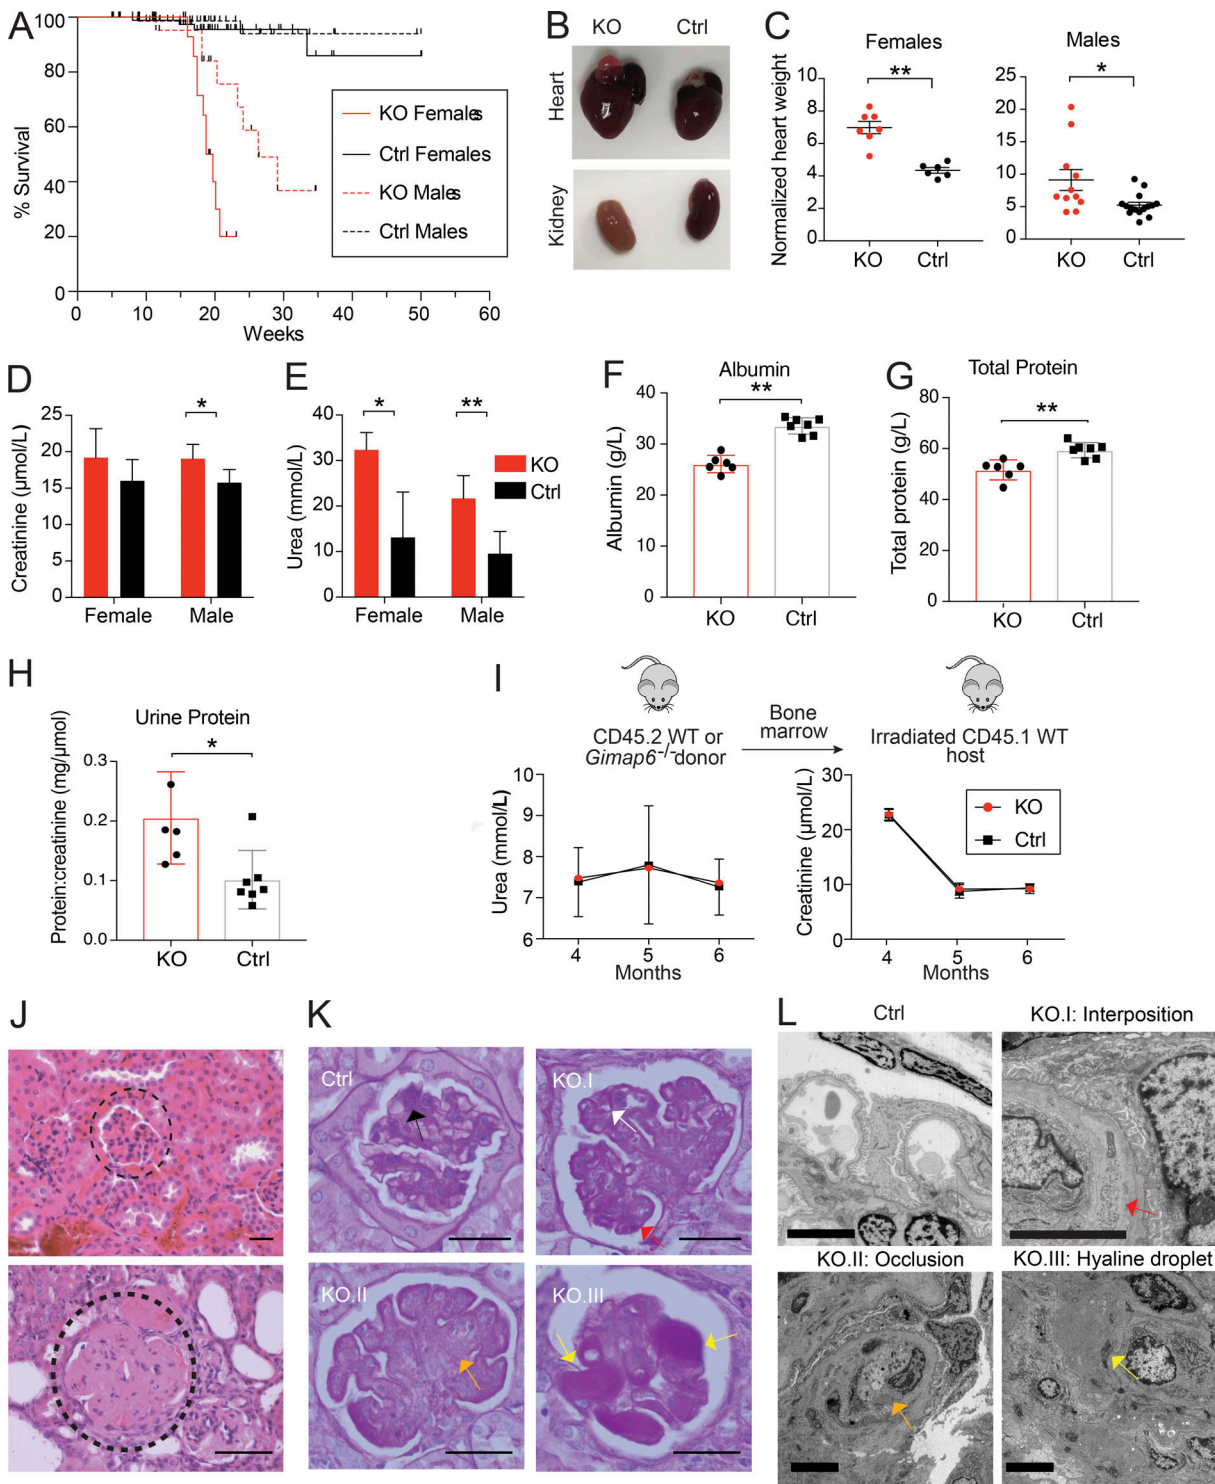 A
% Survival
100
80
60
40
20
0
0 10 20 30 40 50 60
Weeks
KO Females
Ctrl Females
KO Males
Ctrl Males
B
KO Ctrl
Heart
Kidney
C
Females
Males
Normalized heart weight
**
*
10
8
6
4
2
0
25
20
15
10
5
0
KO Ctrl
KO Ctrl
D
Creatinine (µmol/L)
*
25
20
15
10
5
0
Female Male
E
Urea (mmol/L)
* **
40
30
20
10
0
Female Male
KO
Ctrl
F
Albumin
**
Albumin (g/L)
40
30
20
10
0
KO Ctrl
G
Total Protein
**
Total protein (g/L)
80
60
40
20
0
KO Ctrl
H
Urine Protein
*
Protein:creatinine (mg/µmol)
0.3
0.2
0.1
0.0
KO Ctrl
I
CD45.2 WT or
Gimap6-/- donor
Bone
marrow
Irradiated CD45.1 WT
host
Urea (mmol/L)
10
9
8
7
6
4 5 6
Months
Creatinine (µmol/L)
30
20
10
0
4 5 6
Months
KO
Ctrl
J
K
Ctrl
KO.I
KO.II
KO.III
L
Ctrl
KO.I: Interposition
KO.II: Occlusion
KO.III: Hyaline droplet